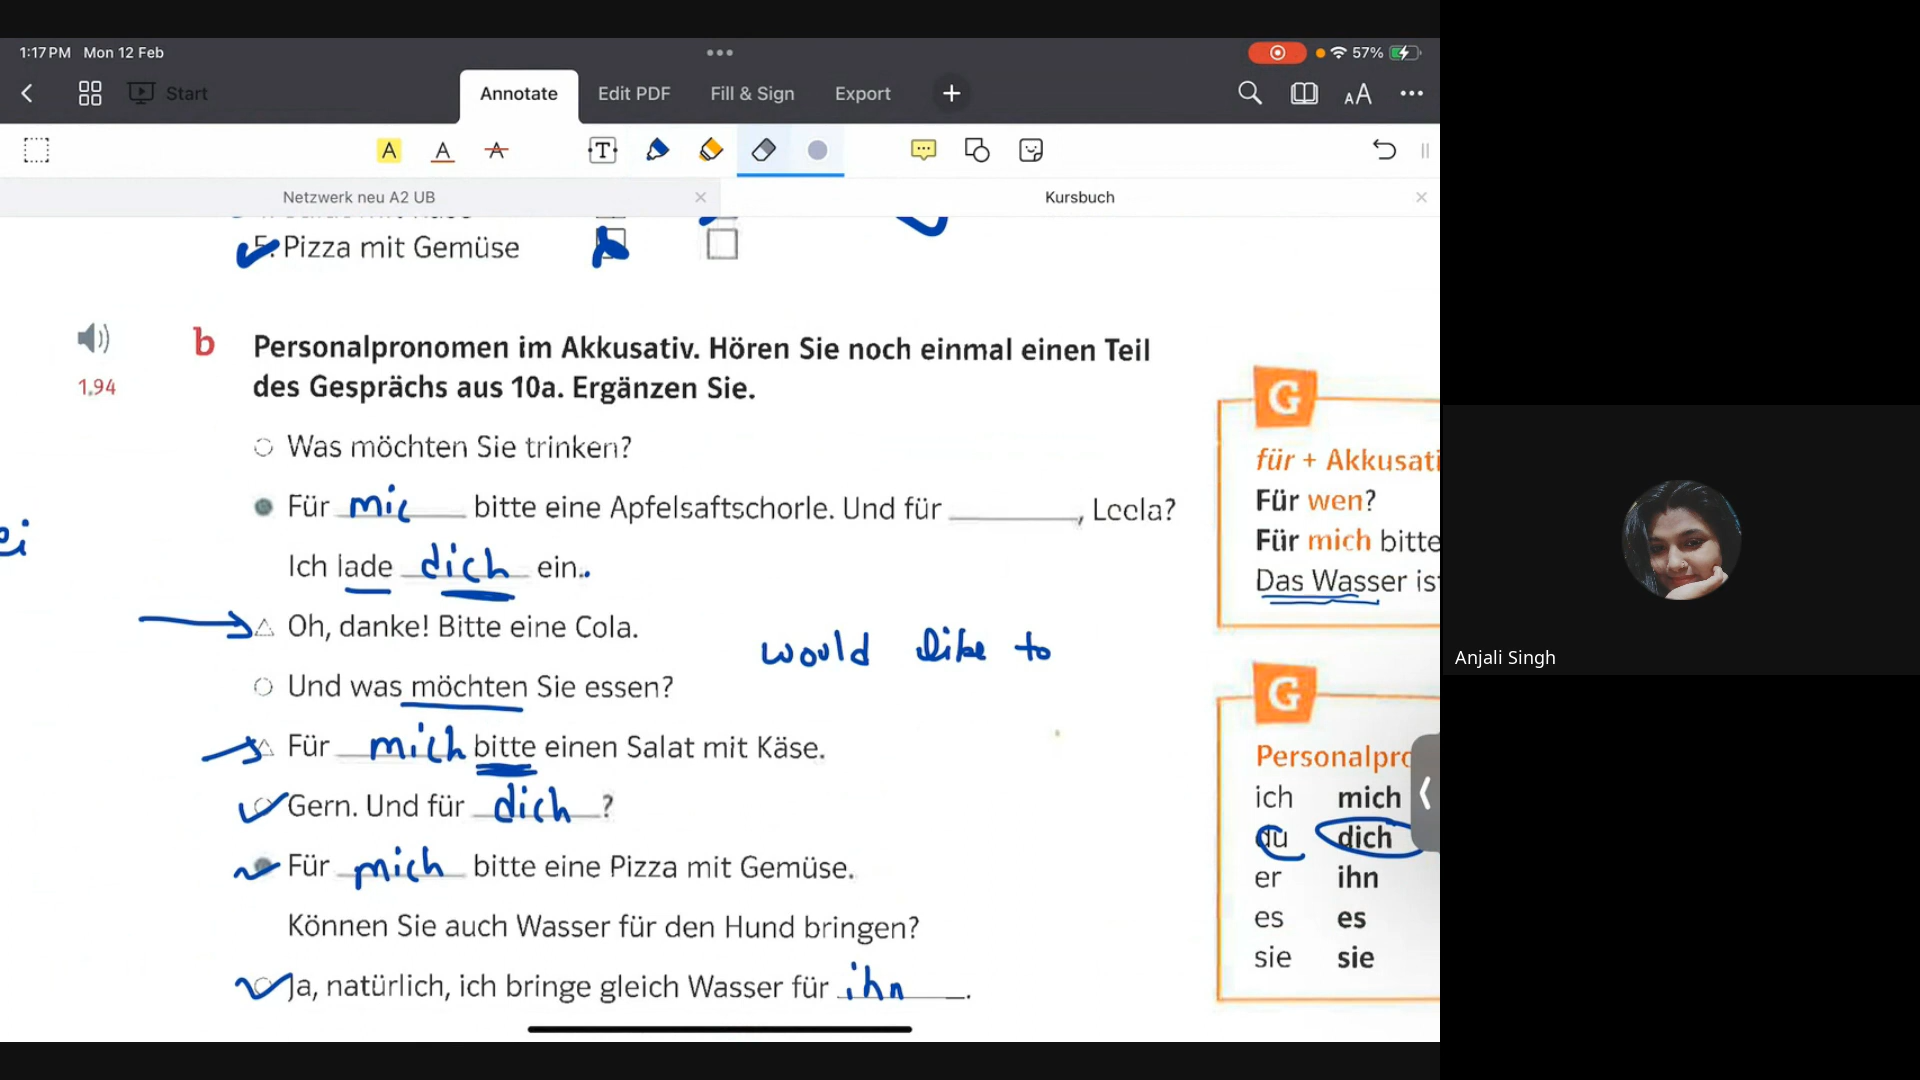 1:17 PM Mon 12 Feb
57%
Start
Annotate
Edit PDF
Fill & Sign
Export
Netzwerk neu A2 UB
Kursbuch
Pizza mit Gemüse
1.94
b Personalpronomen im Akkusativ. Hören Sie noch einmal einen Teil
des Gesprächs aus 10a. Ergänzen Sie.
Was möchten Sie trinken?
Für mic bitte eine Apfelsaftschorle. Und für ________, Leela?
Ich lade dich ein.
Oh, danke! Bitte eine Cola.
would like to
Und was möchten Sie essen?
Für mich bitte einen Salat mit Käse.
Gern. Und für dich ?
Für mich bitte eine Pizza mit Gemüse.
Können Sie auch Wasser für den Hund bringen?
Ja, natürlich, ich bringe gleich Wasser für ihn .
ei
G
für + Akkusati
Für wen?
Für mich bitte
Das Wasser ist
G
Personalpro
ich mich
du dich
er ihn
es es
sie sie
Anjali Singh